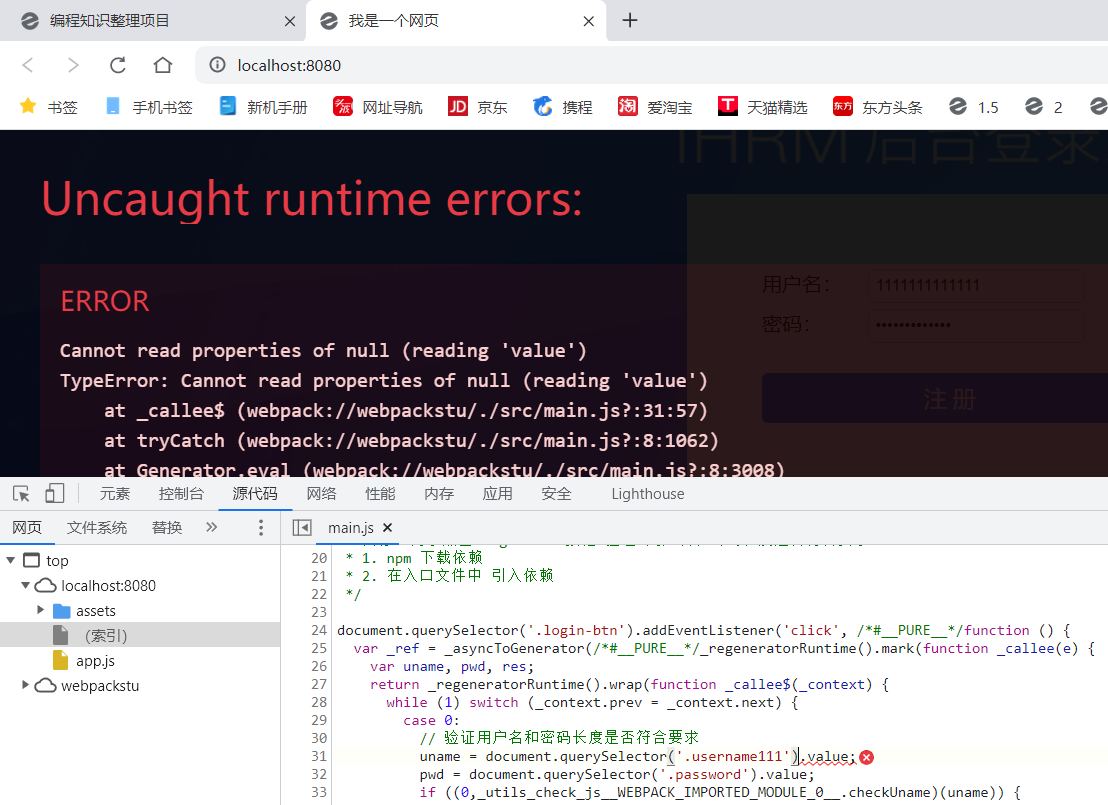 编程知识整理项目
我是一个网页
localhost:8080
书签 手机书签 新机手册 网址导航 京东 携程 爱淘宝 天猫精选 东方头条 1.5 2
IHRM 后台登录
Uncaught runtime errors:
ERROR
Cannot read properties of null (reading 'value')
TypeError: Cannot read properties of null (reading 'value')
at _callee$ (webpack://webpackstu/./src/main.js?:31:57)
at tryCatch (webpack://webpackstu/./src/main.js?:8:1062)
at Generator.eval (webpack://webpackstu/./src/main.js?:8:3008)
用户名: 1111111111111
密码: •••••••••••••
注 册
元素 控制台 源代码 网络 性能 内存 应用 安全 Lighthouse
网页 文件系统 替换
top
localhost:8080
assets
(索引)
app.js
webpackstu
main.js
20 * 1. npm 下载依赖
21 * 2. 在入口文件中 引入依赖
22 */
23
24 document.querySelector('.login-btn').addEventListener('click', /*#__PURE__*/function () {
25 var _ref = _asyncToGenerator(/*#__PURE__*/_regeneratorRuntime().mark(function _callee(e) {
26 var uname, pwd, res;
27 return _regeneratorRuntime().wrap(function _callee$(_context) {
28 while (1) switch (_context.prev = _context.next) {
29 case 0:
30 // 验证用户名和密码长度是否符合要求
31 uname = document.querySelector('.username111').value;
32 pwd = document.querySelector('.password').value;
33 if ((0,_utils_check_js__WEBPACK_IMPORTED_MODULE_0__.checkUname)(uname)) {